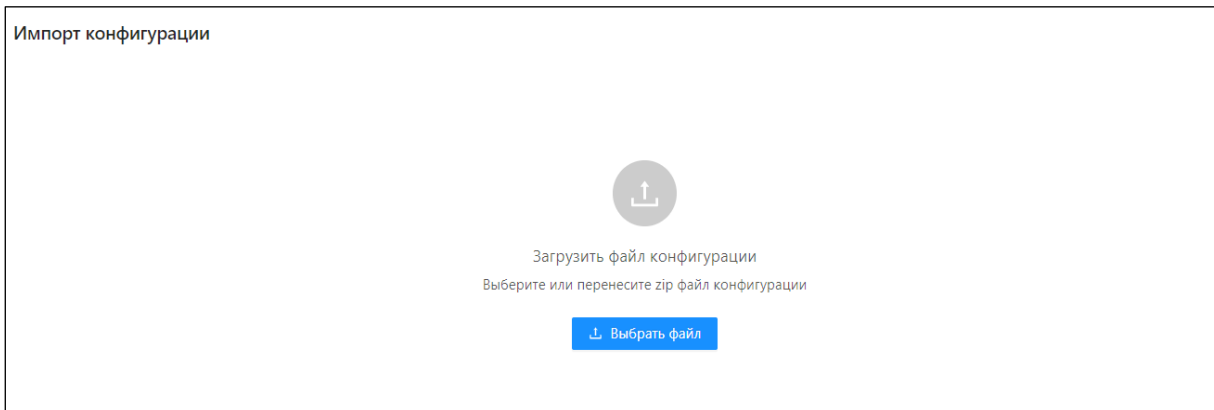 Импорт конфигурации
Загрузить файл конфигурации
Выберите или перенесите zip файл конфигурации
Выбрать файл